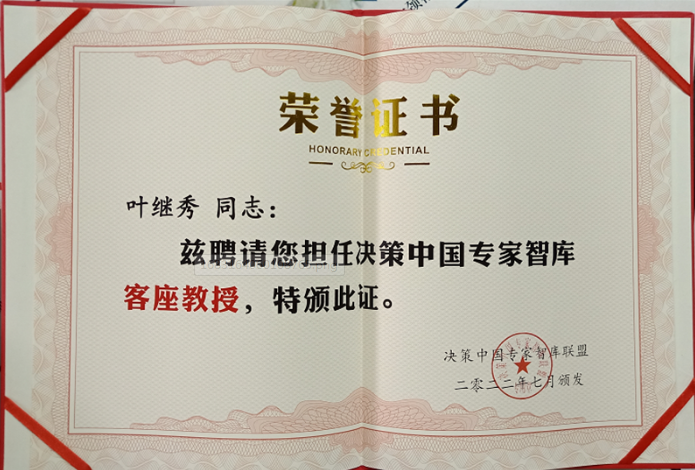 荣誉证书
HONORARY CREDENTIAL
叶继秀 同志：
兹聘请您担任决策中国专家智库
客座教授，特颁此证。
决策中国专家智库联盟
二零二二年七月颁发